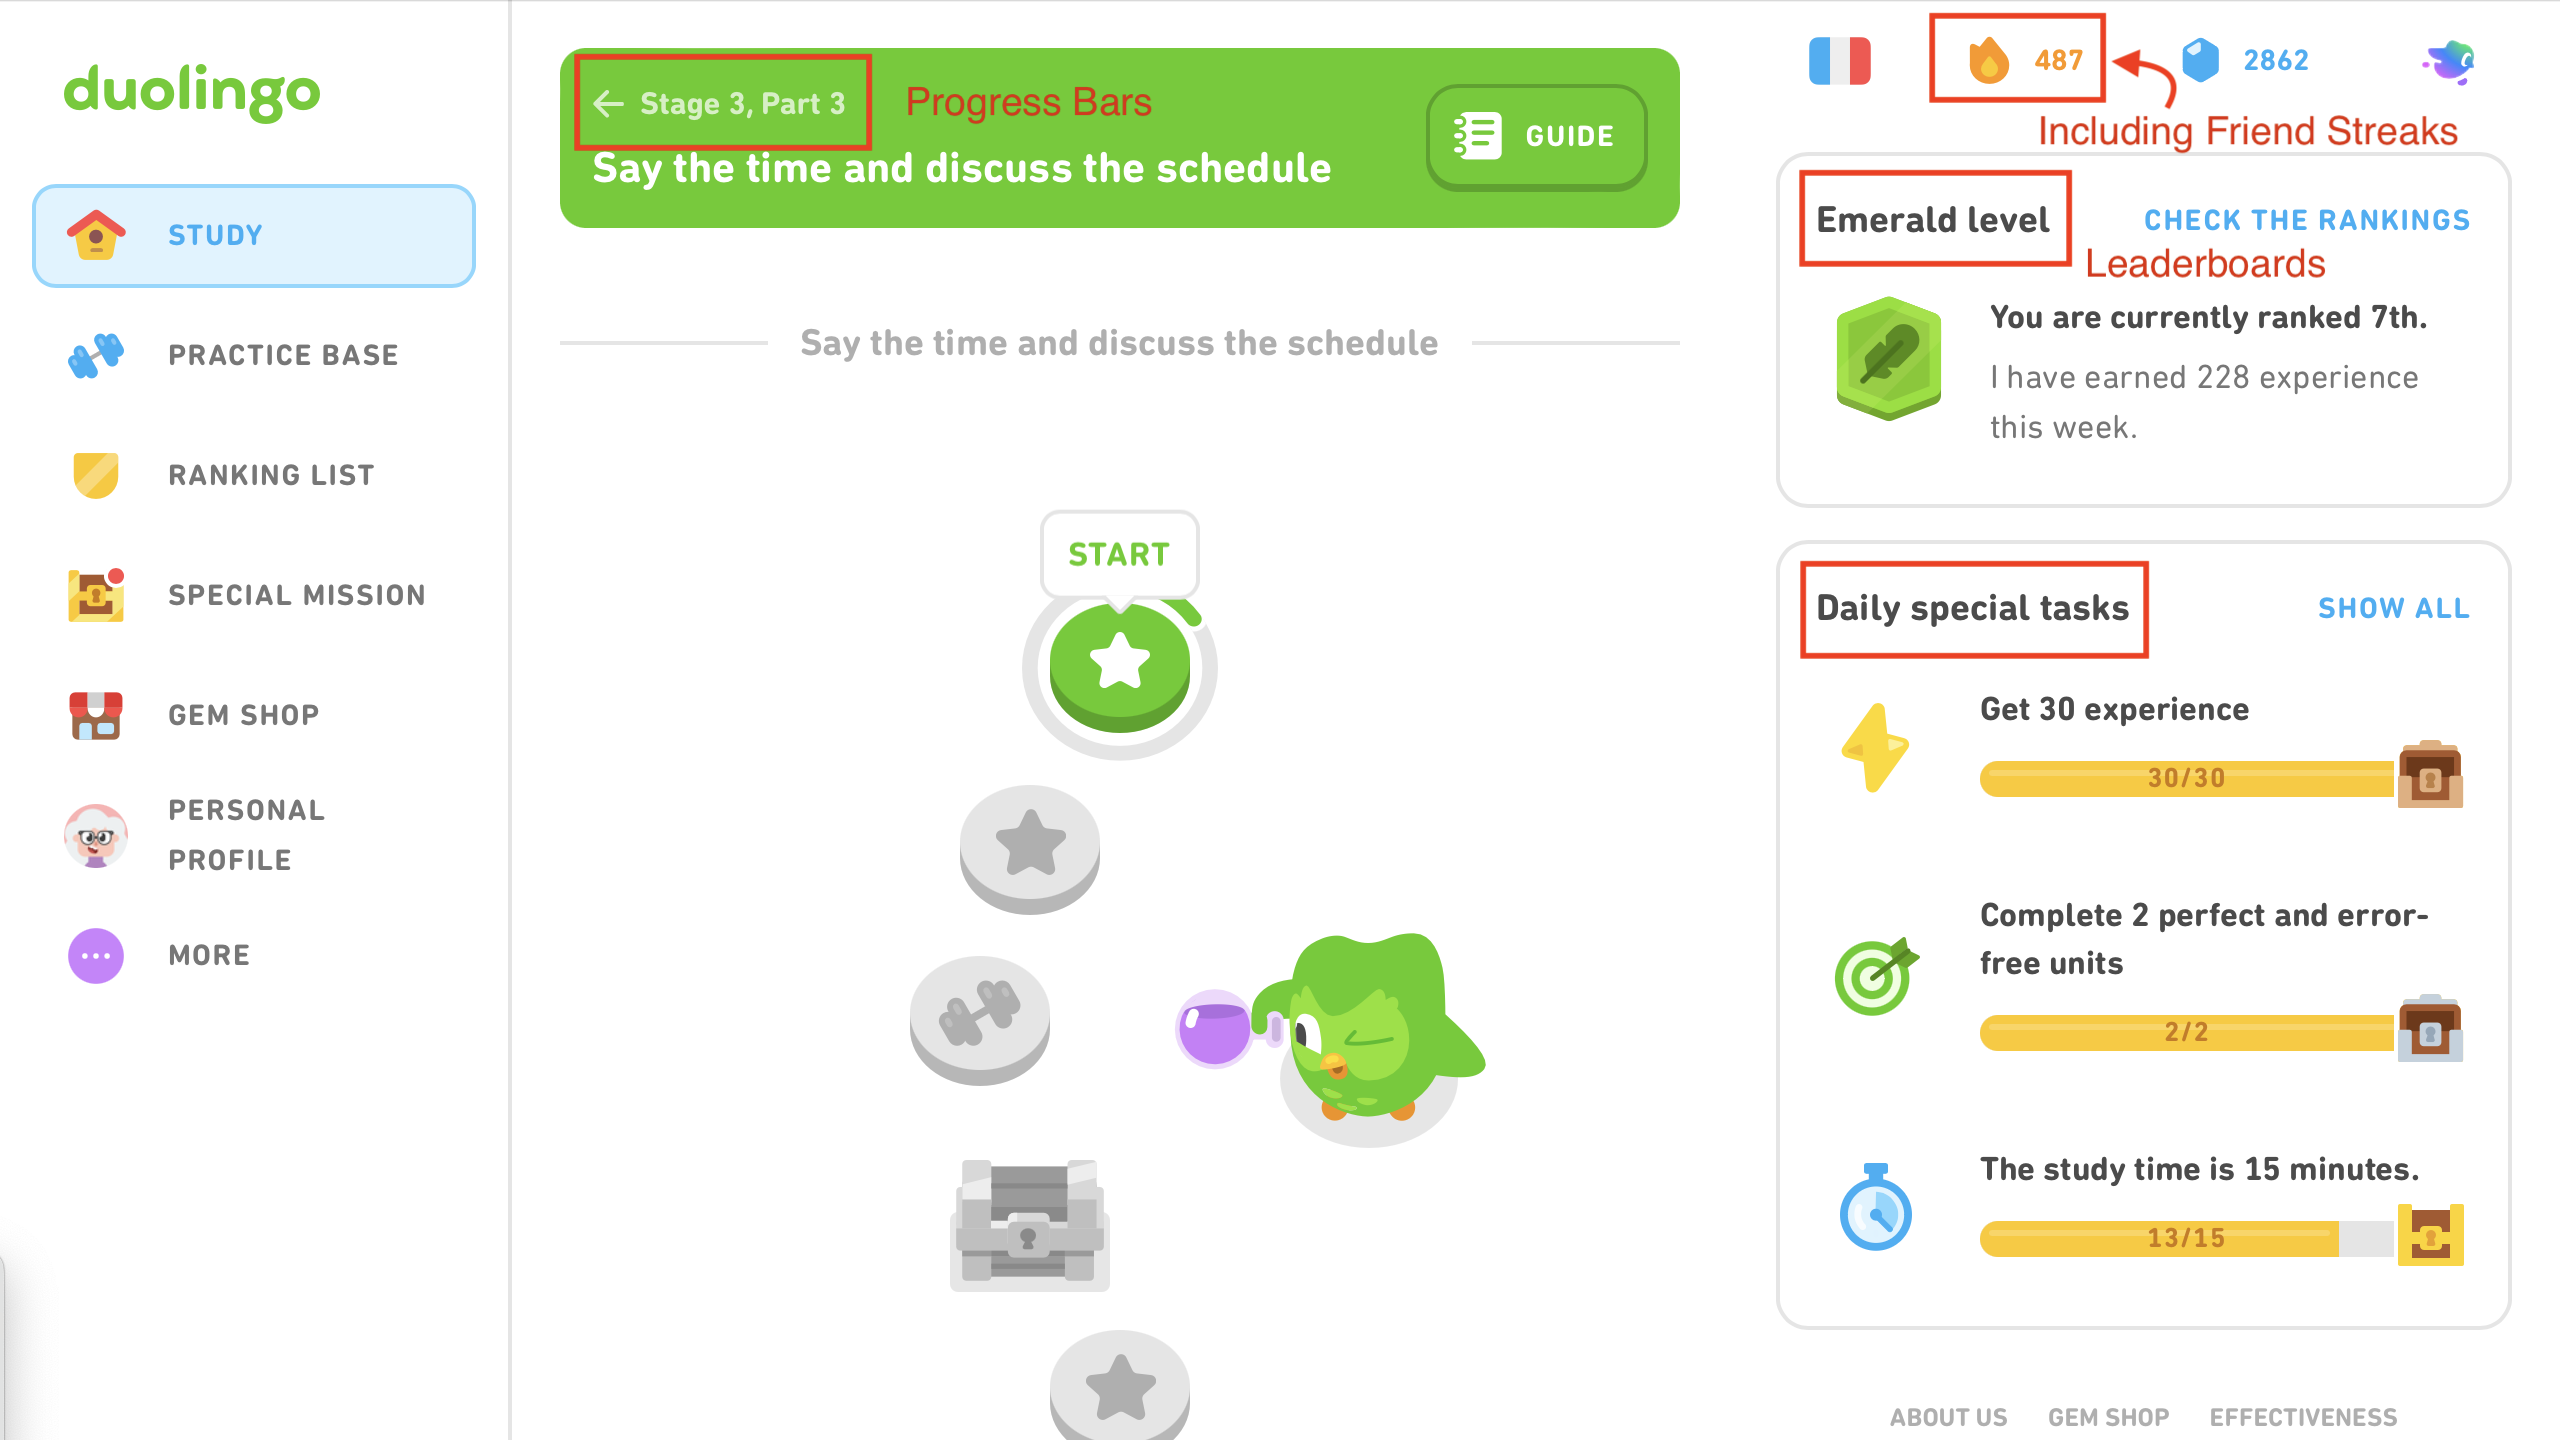 duolingo
STUDY
PRACTICE BASE
RANKING LIST
SPECIAL MISSION
GEM SHOP
PERSONAL
PROFILE
MORE
Stage 3, Part 3
Progress Bars
Say the time and discuss the schedule
GUIDE
Say the time and discuss the schedule
START
487
2862
Including Friend Streaks
Emerald level
CHECK THE RANKINGS
Leaderboards
You are currently ranked 7th.
I have earned 228 experience
this week.
Daily special tasks
SHOW ALL
Get 30 experience
30/30
Complete 2 perfect and error-
free units
2/2
The study time is 15 minutes.
13/15
ABOUT US
GEM SHOP
EFFECTIVENESS